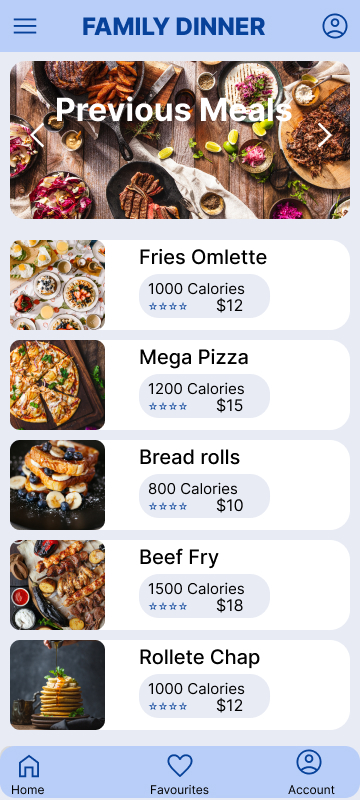 FAMILY DINNER
Previous Meals
Fries Omlette
1000 Calories
$12
Mega Pizza
1200 Calories
$15
Bread rolls
800 Calories
$10
Beef Fry
1500 Calories
$18
Rollete Chap
1000 Calories
$12
Home Favourites Account